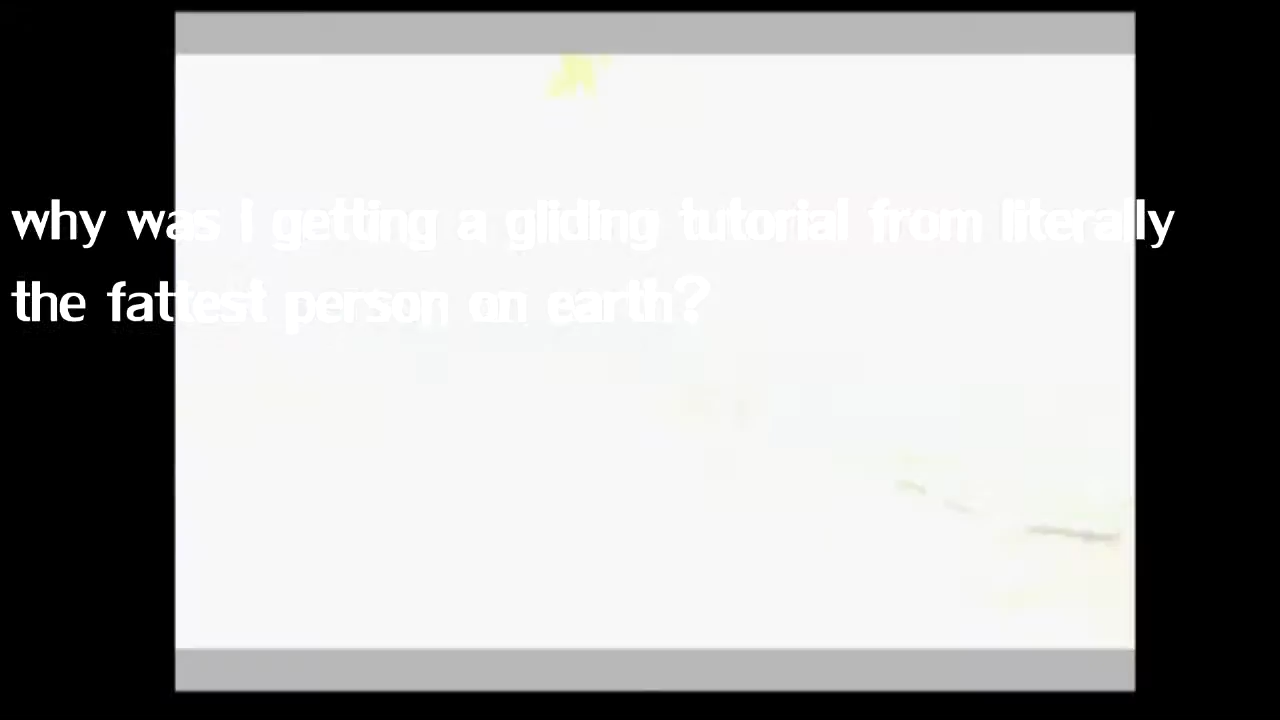 why was I getting a gliding tutorial from literally
the fattest person on earth?